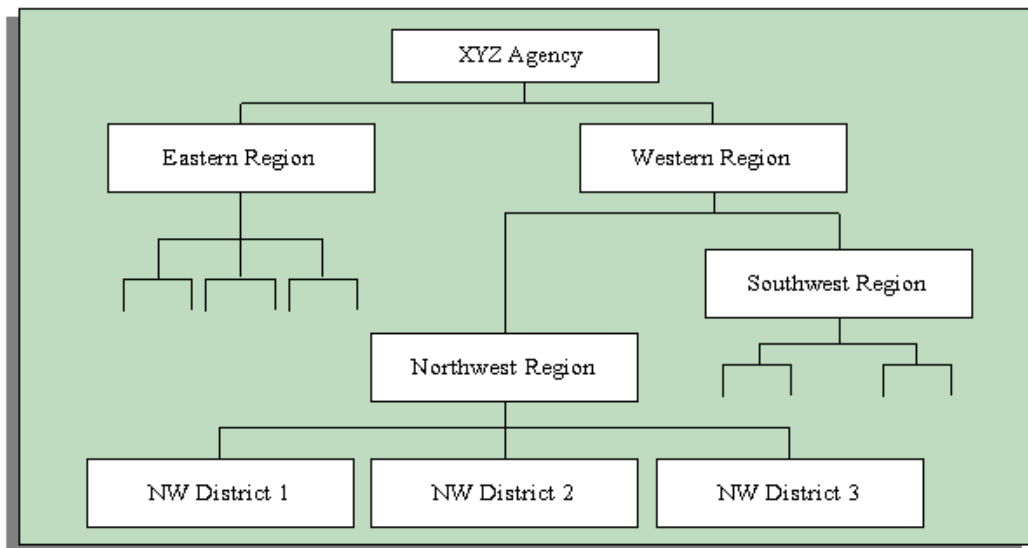 XYZ Agency
Eastern Region
Western Region
Southwest Region
Northwest Region
NW District 1
NW District 2
NW District 3